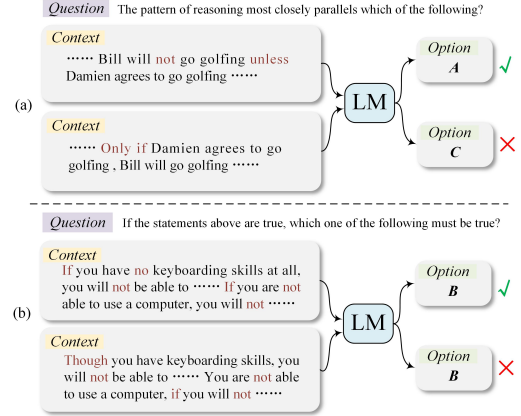 Question The pattern of reasoning most closely parallels which of the following?
(a)
Context
⋯⋯ Bill will not go golfing unless
Damien agrees to go golfing ⋯⋯
Context
⋯⋯ Only if Damien agrees to go
golfing , Bill will go golfing ⋯⋯
LM
Option
A
√
Option
C
×
Question If the statements above are true, which one of the following must be true?
(b)
Context
If you have no keyboarding skills at all,
you will not be able to ⋯⋯ If you are not
able to use a computer, you will not ⋯⋯
Context
Though you have keyboarding skills, you
will not be able to ⋯⋯ You are not able
to use a computer, if you will not ⋯⋯
LM
Option
B
√
Option
B
×